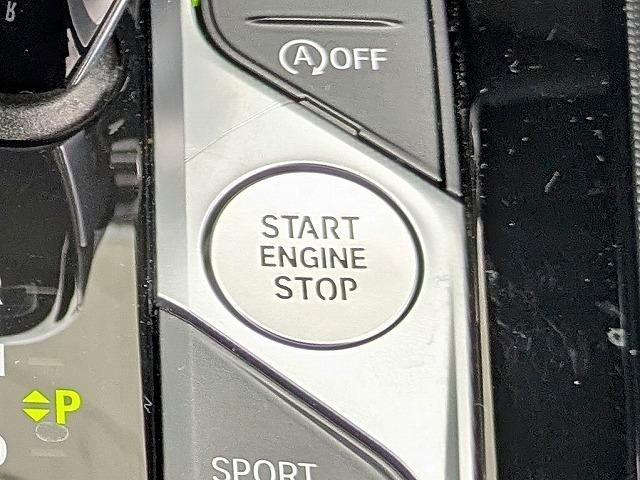 R
A OFF
START
ENGINE
STOP
P
SPORT